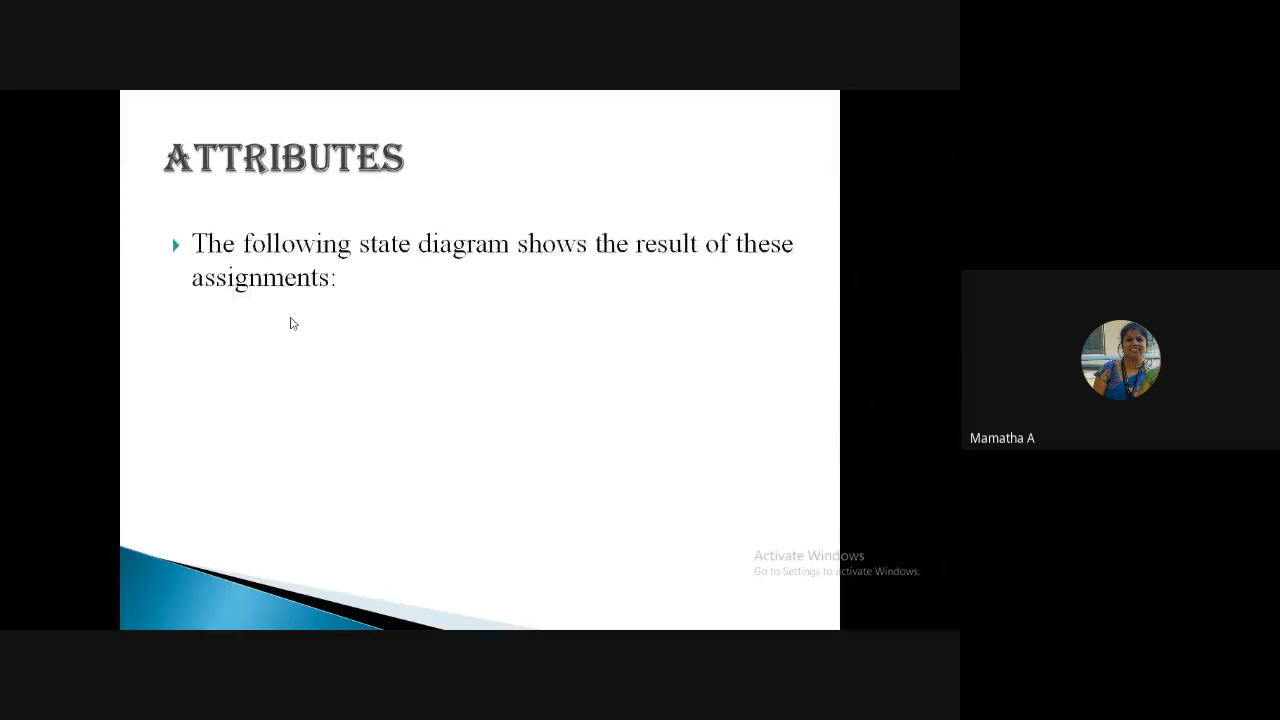 ATTRIBUTES
The following state diagram shows the result of these
assignments:
Activate Windows
Go to Settings to activate Windows.
Mamatha A